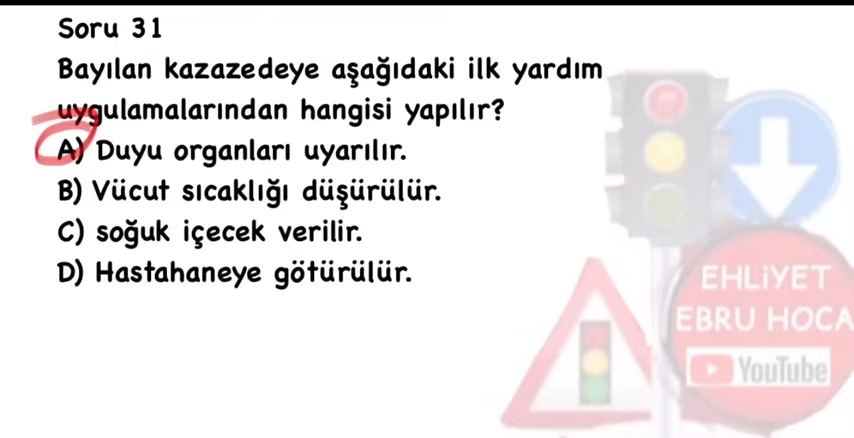 Soru 31
Bayılan kazazedeye aşağıdaki ilk yardım
uygulamalarından hangisi yapılır?
A) Duyu organları uyarılır.
B) Vücut sıcaklığı düşürülür.
C) soğuk içecek verilir.
D) Hastahaneye götürülür.
EHLİYET
EBRU HOCA
YouTube